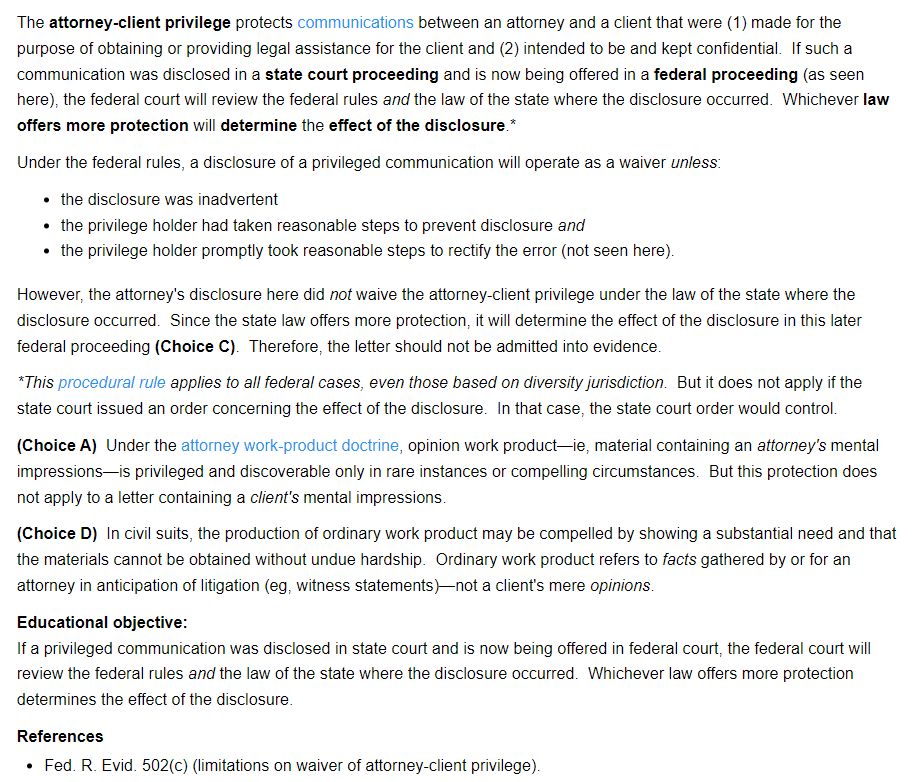 The attorney-client privilege protects communications between an attorney and a client that were (1) made for the
purpose of obtaining or providing legal assistance for the client and (2) intended to be and kept confidential.  If such a
communication was disclosed in a state court proceeding and is now being offered in a federal proceeding (as seen
here), the federal court will review the federal rules and the law of the state where the disclosure occurred.  Whichever law
offers more protection will determine the effect of the disclosure.*
Under the federal rules, a disclosure of a privileged communication will operate as a waiver unless:
• the disclosure was inadvertent
• the privilege holder had taken reasonable steps to prevent disclosure and
• the privilege holder promptly took reasonable steps to rectify the error (not seen here).
However, the attorney's disclosure here did not waive the attorney-client privilege under the law of the state where the
disclosure occurred.  Since the state law offers more protection, it will determine the effect of the disclosure in this later
federal proceeding (Choice C).  Therefore, the letter should not be admitted into evidence.
*This procedural rule applies to all federal cases, even those based on diversity jurisdiction.  But it does not apply if the
state court issued an order concerning the effect of the disclosure.  In that case, the state court order would control.
(Choice A)  Under the attorney work-product doctrine, opinion work product—ie, material containing an attorney's mental
impressions—is privileged and discoverable only in rare instances or compelling circumstances.  But this protection does
not apply to a letter containing a client's mental impressions.
(Choice D)  In civil suits, the production of ordinary work product may be compelled by showing a substantial need and that
the materials cannot be obtained without undue hardship.  Ordinary work product refers to facts gathered by or for an
attorney in anticipation of litigation (eg, witness statements)—not a client's mere opinions.
Educational objective:
If a privileged communication was disclosed in state court and is now being offered in federal court, the federal court will
review the federal rules and the law of the state where the disclosure occurred.  Whichever law offers more protection
determines the effect of the disclosure.
References
• Fed. R. Evid. 502(c) (limitations on waiver of attorney-client privilege).